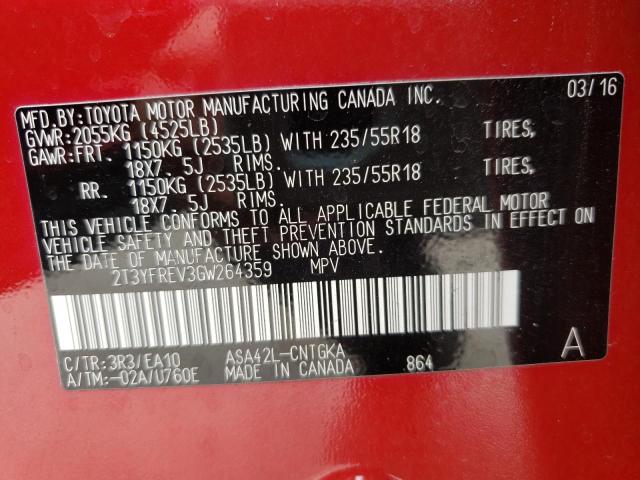 MFD.BY:TOYOTA MOTOR MANUFACTURING CANADA INC. 03/16
GVWR:2055KG (4525LB)
GAWR:FRT. 1150KG (2535LB) WITH 235/55R18 TIRES,
18X7. 5J RIMS.
RR. 1150KG (2535LB) WITH 235/55R18 TIRES,
18X7. 5J RIMS.
THIS VEHICLE CONFORMS TO ALL APPLICABLE FEDERAL MOTOR
VEHICLE SAFETY AND THEFT PREVENTION STANDARDS IN EFFECT ON
THE DATE OF MANUFACTURE SHOWN ABOVE.
2T3YFREV3GW264359 MPV
C/TR:3R3/EA10 ASA42L-CNTGKA A
A/TM:-02A/U760E MADE IN CANADA 864